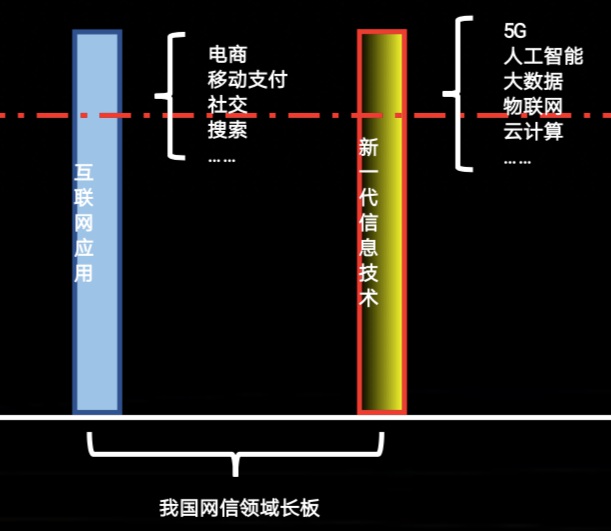 电商
移动支付
社交
搜索
……
5G
人工智能
大数据
物联网
云计算
……
互联网应用
新一代信息技术
我国网信领域长板